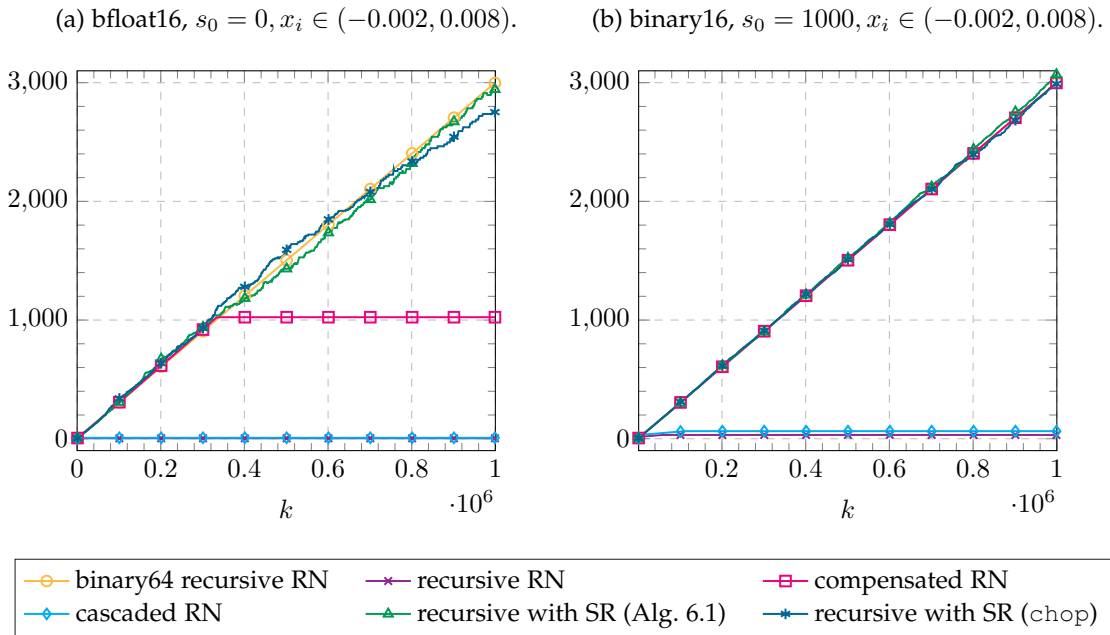 (a) bfloat16, s₀ = 0, xᵢ ∈ (−0.002, 0.008).
(b) binary16, s₀ = 1000, xᵢ ∈ (−0.002, 0.008).
3,000
2,000
1,000
0
0 0.2 0.4 0.6 0.8 1
k
·10⁶
3,000
2,000
1,000
0
0.2 0.4 0.6 0.8 1
k
·10⁶
binary64 recursive RN
recursive RN
compensated RN
cascaded RN
recursive with SR (Alg. 6.1)
recursive with SR (chop)